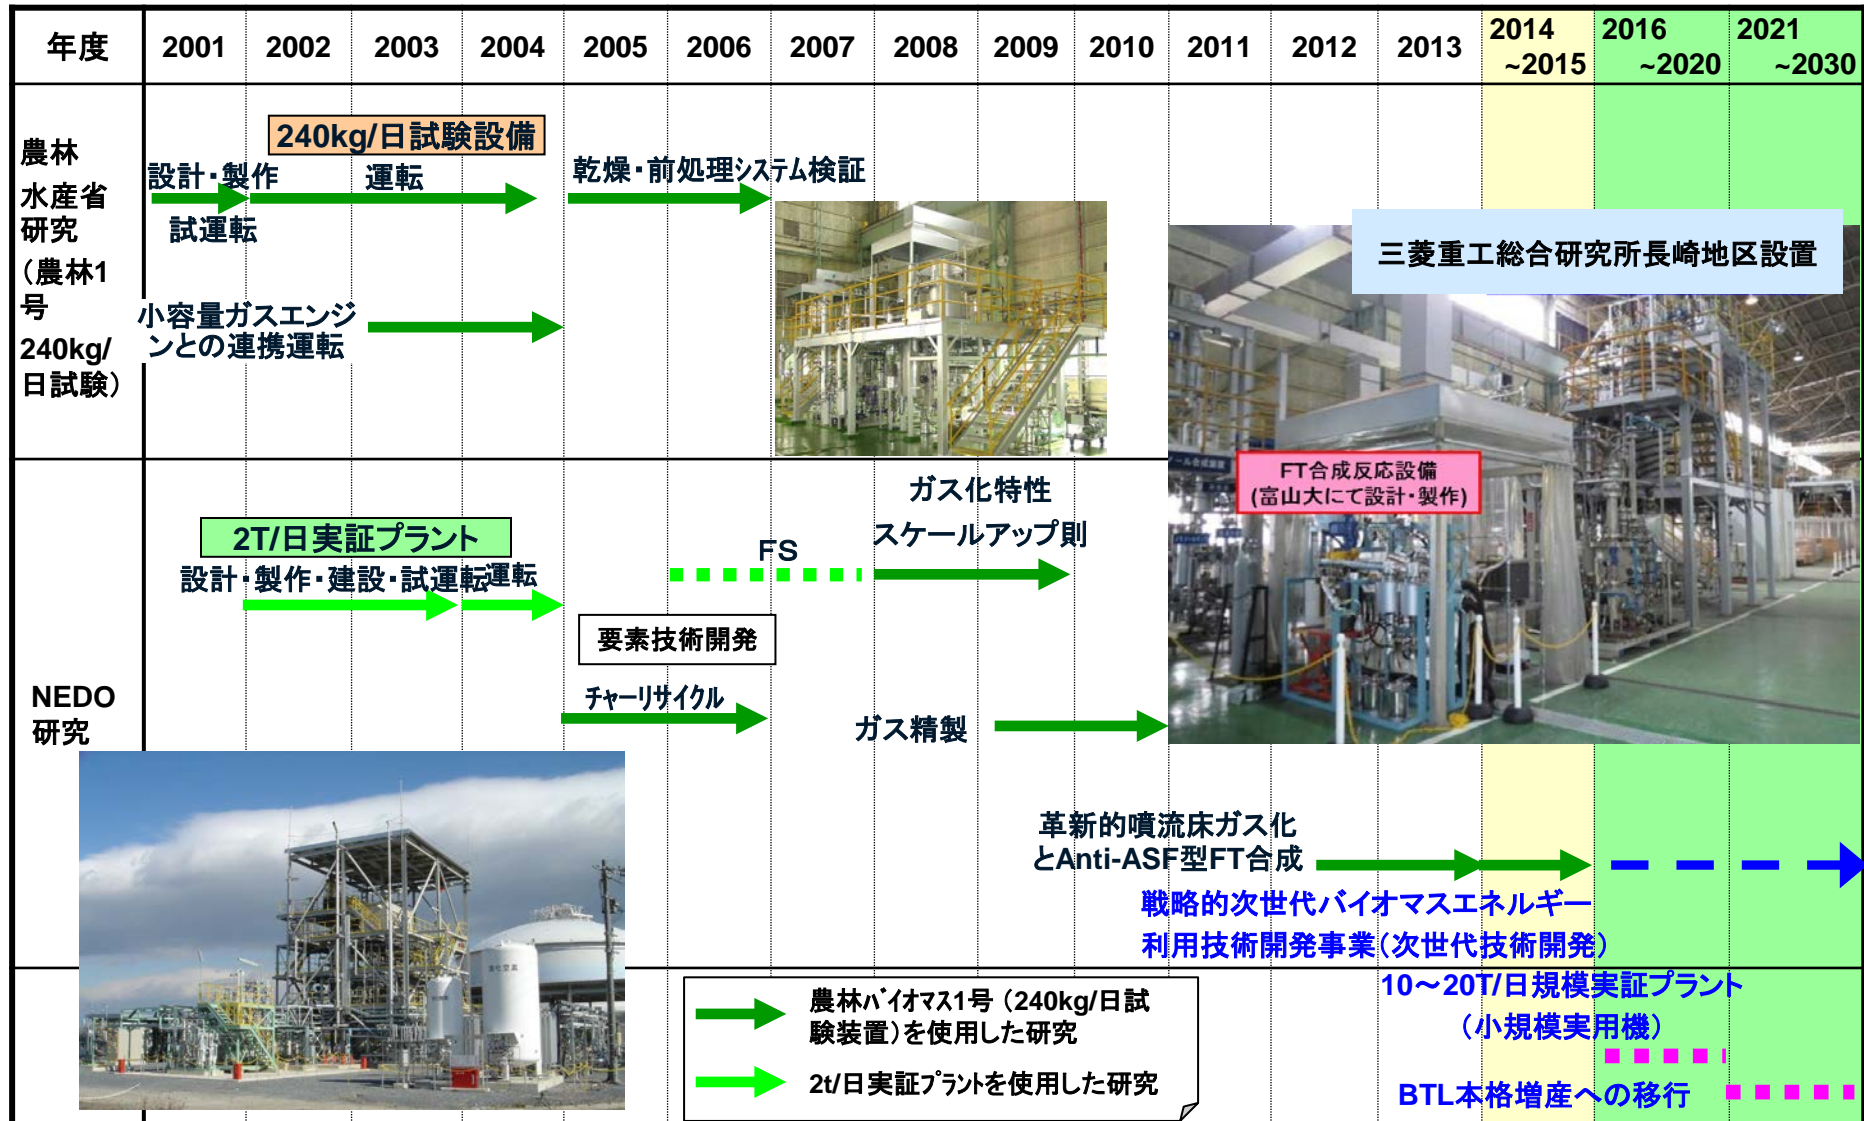 年度
2001
2002
2003
2004
2005
2006
2007
2008
2009
2010
2011
2012
2013
2014
~2015
2016
~2020
2021
~2030
農林
水産省
研究
（農林1
号
240kg/
日試験）
240kg/日試験設備
設計・製作
運転
乾燥・前処理システム検証
試運転
小容量ガスエンジ
ンとの連携運転
三菱重工総合研究所長崎地区設置
FT合成反応設備
(富山大にて設計・製作)
NEDO
研究
2T/日実証プラント
設計・製作・建設・試運転
運転
FS
ガス化特性
スケールアップ則
要素技術開発
チャーリサイクル
ガス精製
革新的噴流床ガス化
とAnti-ASF型FT合成
戦略的次世代バイオマスエネルギー
利用技術開発事業（次世代技術開発）
10～20T/日規模実証プラント
（小規模実用機）
BTL本格増産への移行
農林バイオマス1号（240kg/日試
験装置）を使用した研究
2t/日実証プラントを使用した研究